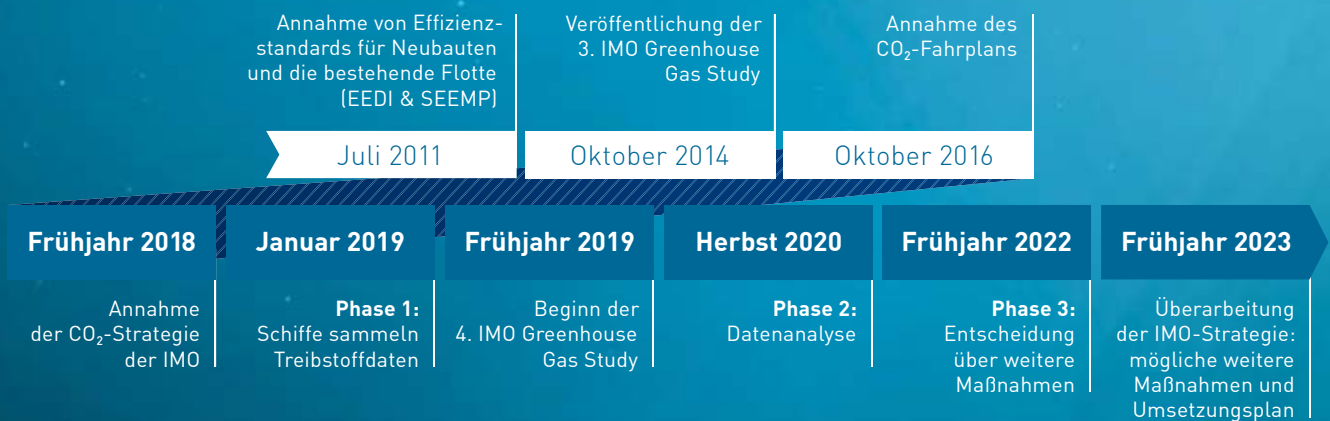 Annahme von Effizienz-
standards für Neubauten
und die bestehende Flotte
(EEDI & SEEMP)
Veröffentlichung der
3. IMO Greenhouse
Gas Study
Annahme des
CO₂-Fahrplans
Juli 2011
Oktober 2014
Oktober 2016
Frühjahr 2018
Januar 2019
Frühjahr 2019
Herbst 2020
Frühjahr 2022
Frühjahr 2023
Annahme
der CO₂-Strategie
der IMO
Phase 1:
Schiffe sammeln
Treibstoffdaten
Beginn der
4. IMO Greenhouse
Gas Study
Phase 2:
Datenanalyse
Phase 3:
Entscheidung
über weitere
Maßnahmen
Überarbeitung
der IMO-Strategie:
mögliche weitere
Maßnahmen und
Umsetzungsplan